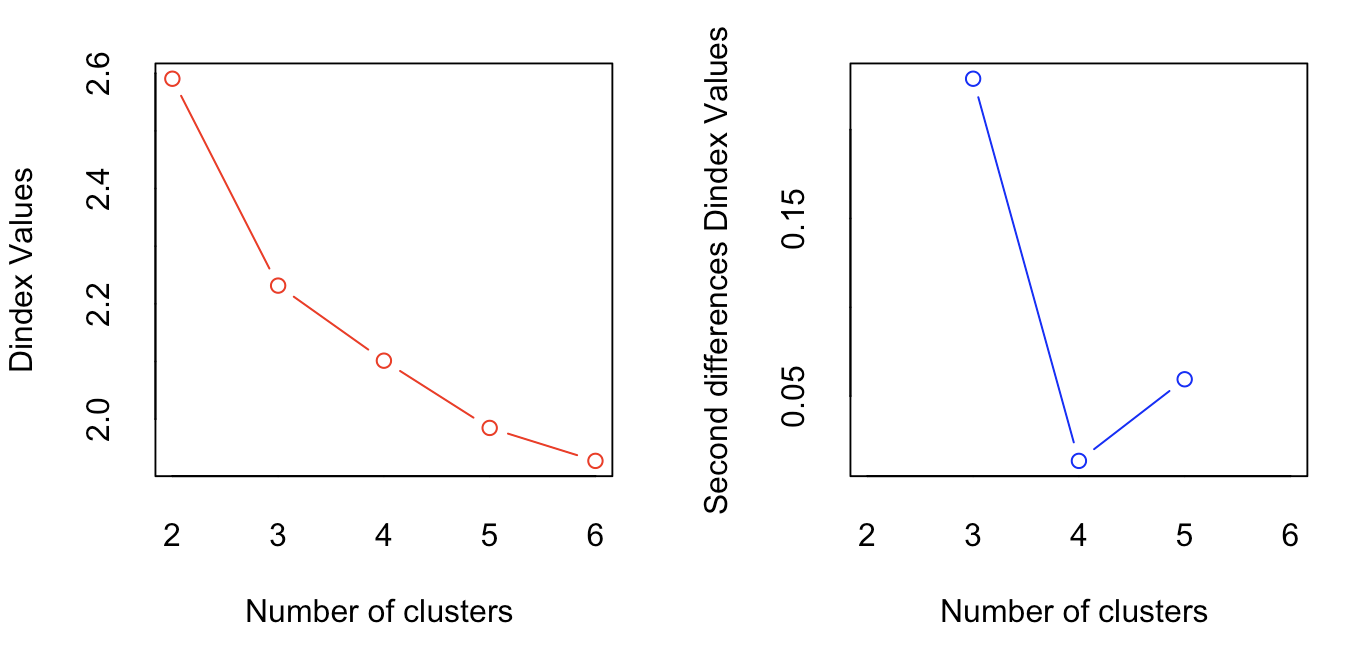 Dindex Values
2.6
2.4
2.2
2.0
2 3 4 5 6
Number of clusters
Second differences Dindex Values
0.15
0.05
2 3 4 5 6
Number of clusters